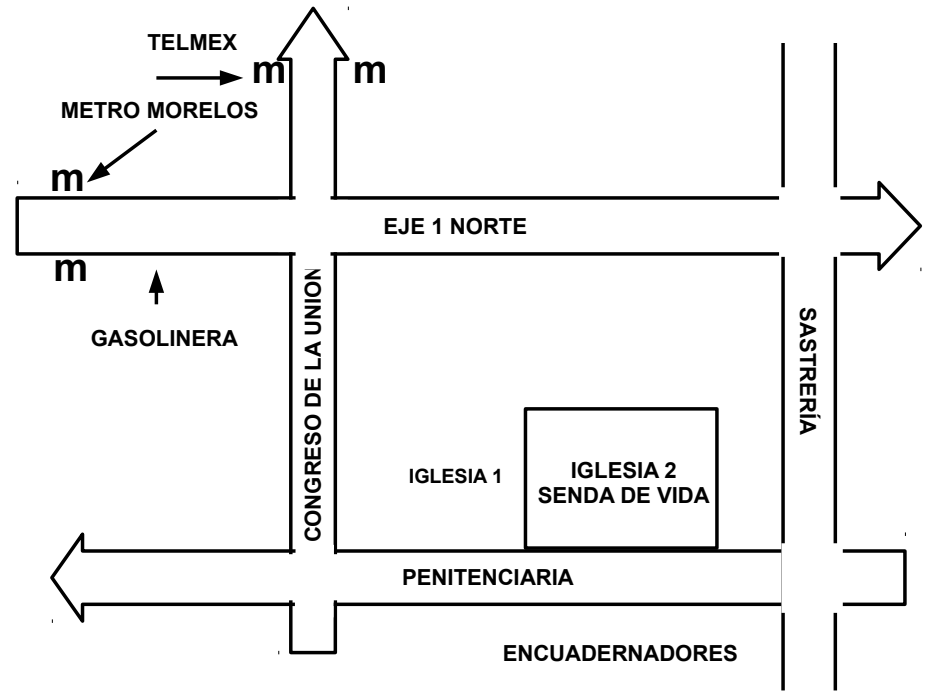 TELMEX
m m
METRO MORELOS
m
EJE 1 NORTE
m
GASOLINERA
CONGRESO DE LA UNION
SASTRERÍA
IGLESIA 1
IGLESIA 2
SENDA DE VIDA
PENITENCIARIA
ENCUADERNADORES